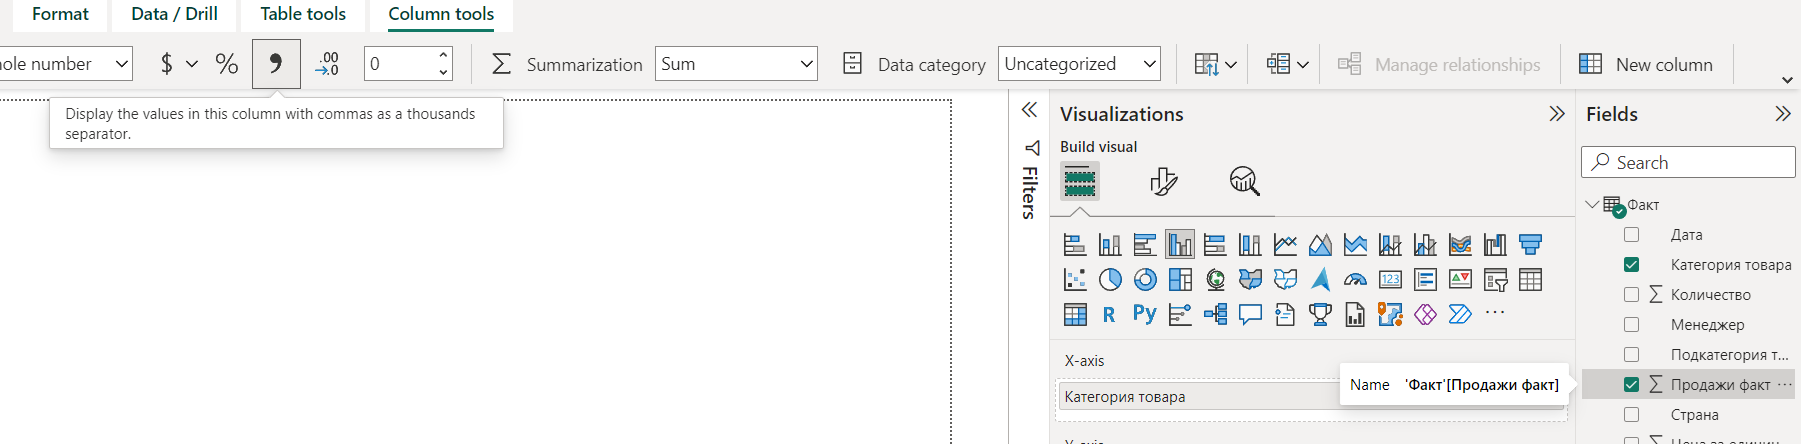 Format
Data / Drill
Table tools
Column tools
ole number
$
%
,
.00
.0
0
Summarization
Sum
Data category
Uncategorized
Manage relationships
New column
Display the values in this column with commas as a thousands
separator.
Filters
Visualizations
Build visual
123
R
Py
X-axis
Категория товара
Name 'Факт'[Продажи факт]
Fields
Search
Факт
Дата
Категория товара
Количество
Менеджер
Подкатегория т...
Продажи факт
Страна